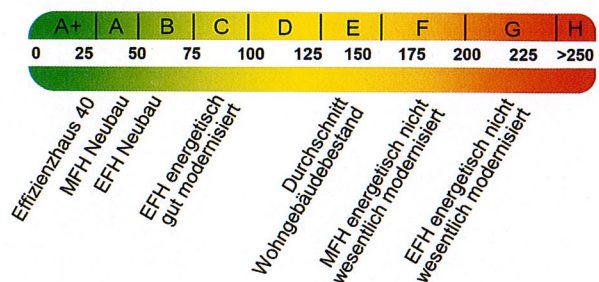 A+ A B C D E F G H
0 25 50 75 100 125 150 175 200 225 >250
Effizienzhaus 40
MFH Neubau
EFH Neubau
EFH energetisch
gut modernisiert
Durchschnitt
Wohngebäudebestand
MFH energetisch nicht
wesentlich modernisiert
EFH energetisch nicht
wesentlich modernisiert